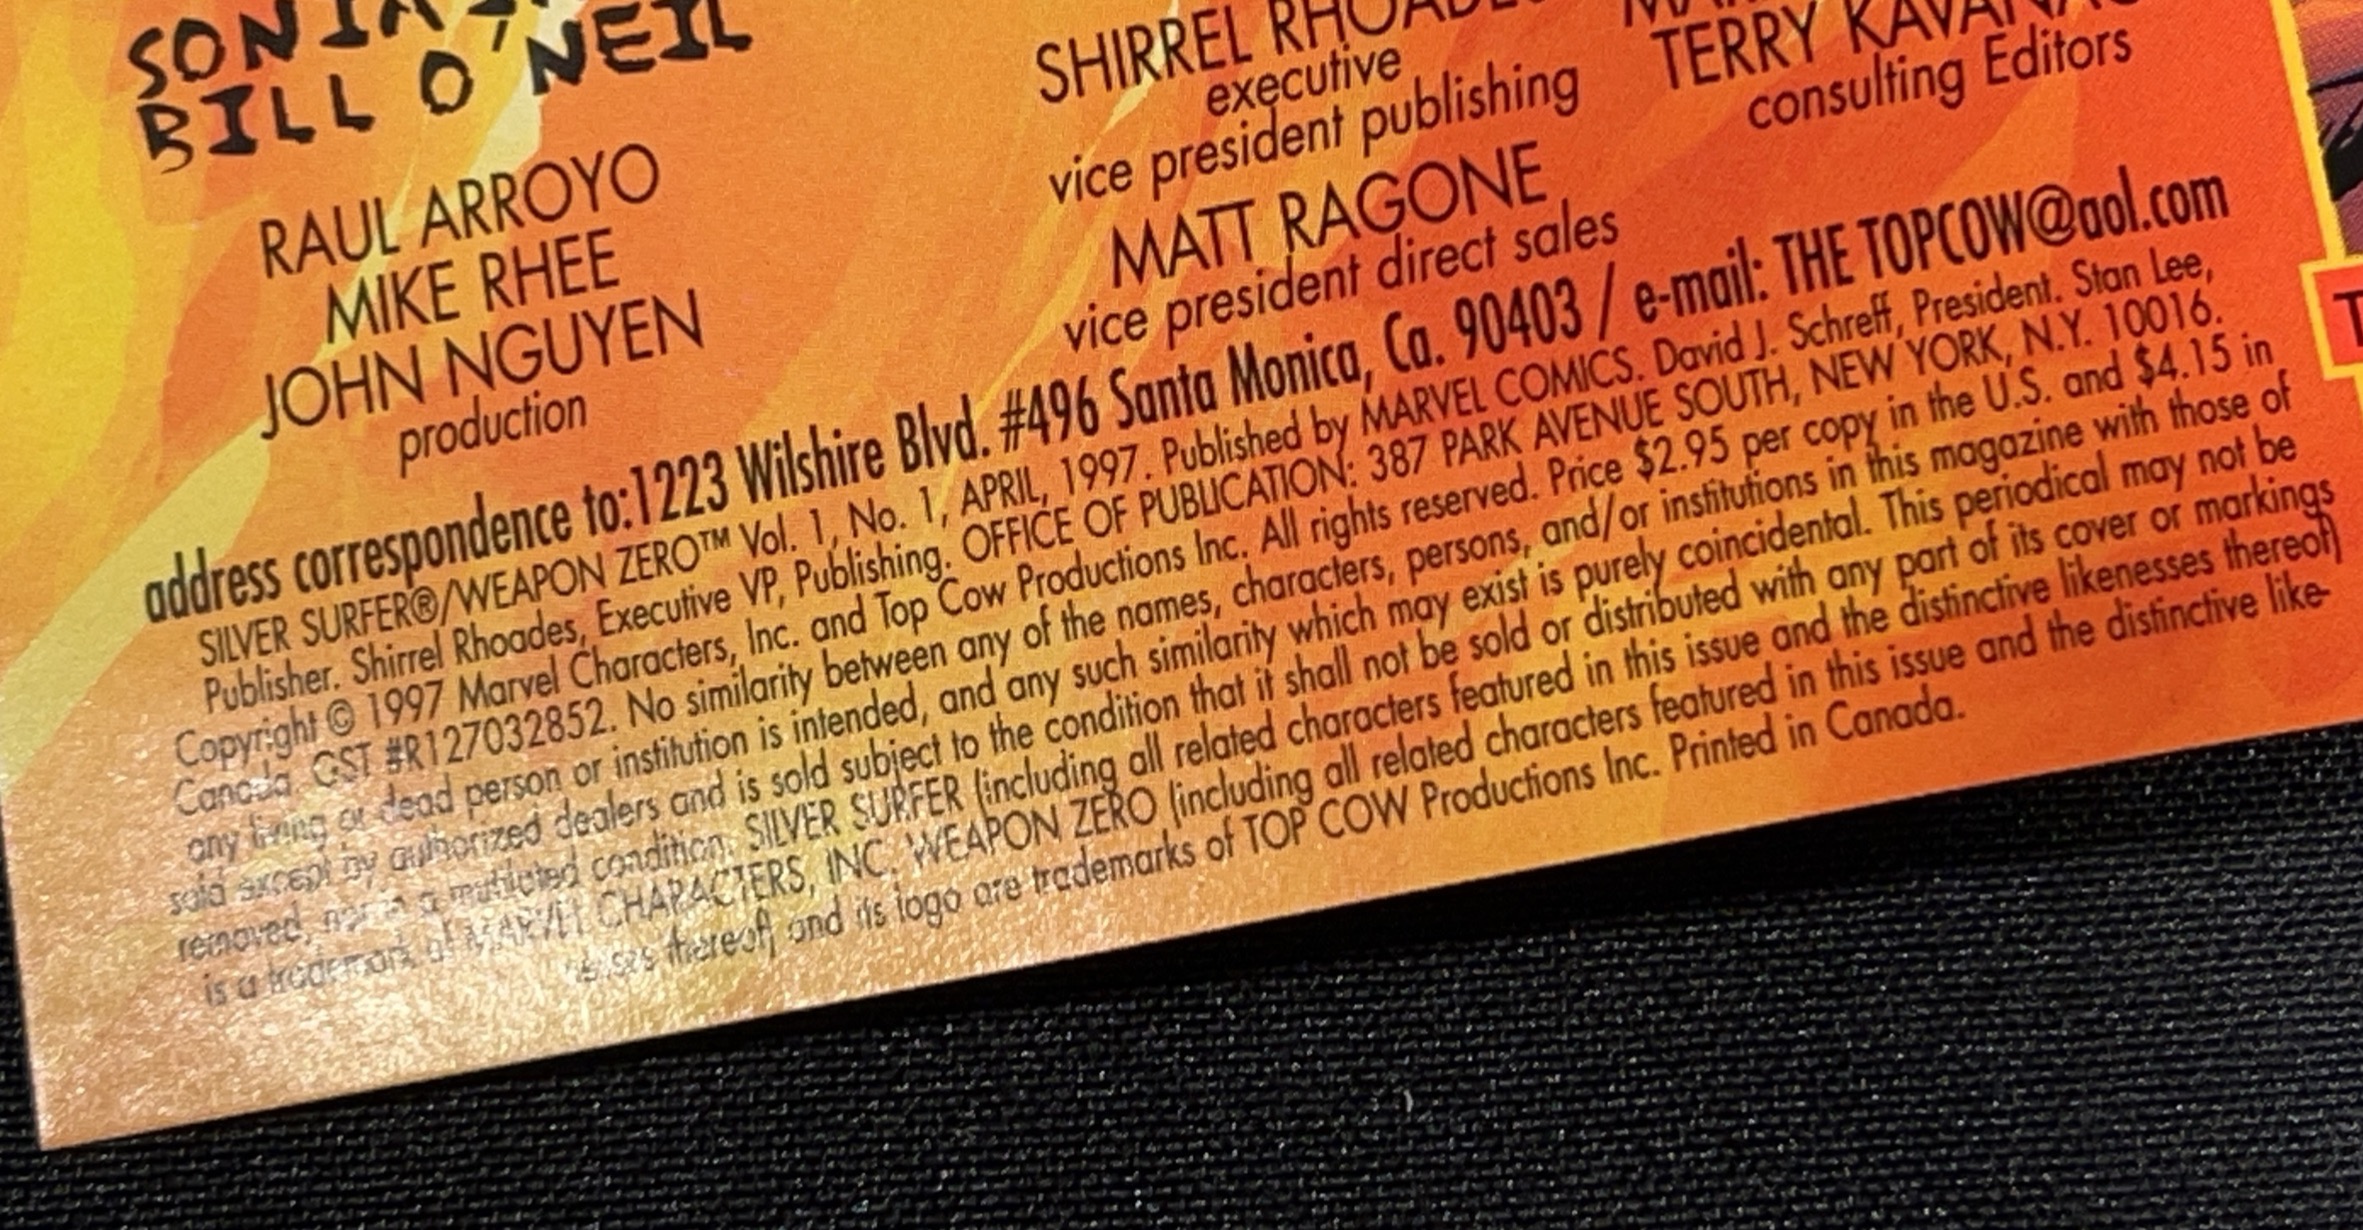 BILL O'NEIL
RAUL ARROYO
MIKE RHEE
JOHN NGUYEN
production
SHIRREL
executive
vice president publishing
MATT RAGONE
vice president direct sales
TERRY
consulting Editors
address correspondence to:1223 Wilshire Blvd. #496 Santa Monica, Ca. 90403 / e-mail: THE TOPCOW@aol.com
SILVER SURFER®/WEAPON ZERO™ Vol. 1, No. 1, APRIL, 1997. Published by MARVEL COMICS. David J. Schreff, President. Stan Lee,
Publisher. Shirrel Rhoades, Executive VP, Publishing. OFFICE OF PUBLICATION: 387 PARK AVENUE SOUTH, NEW YORK, N.Y. 10016.
Copyright © 1997 Marvel Characters, Inc. and Top Cow Productions Inc. All rights reserved. Price $2.95 per copy in the U.S. and $4.15 in
Canada. GST #R127032852. No similarity between any of the names, characters, persons, and/or institutions in this magazine with those of
any living or dead person or institution is intended, and any such similarity which may exist is purely coincidental. This periodical may not be
sold except by authorized dealers and is sold subject to the condition that it shall not be sold or distributed with any part of its cover or markings
removed, nor in a mutilated condition. SILVER SURFER (including all related characters featured in this issue and the distinctive likenesses thereof)
is a trademark of MARVEL CHARACTERS, INC. WEAPON ZERO (including all related characters featured in this issue and the distinctive like-
nesses thereof) and its logo are trademarks of TOP COW Productions Inc. Printed in Canada.